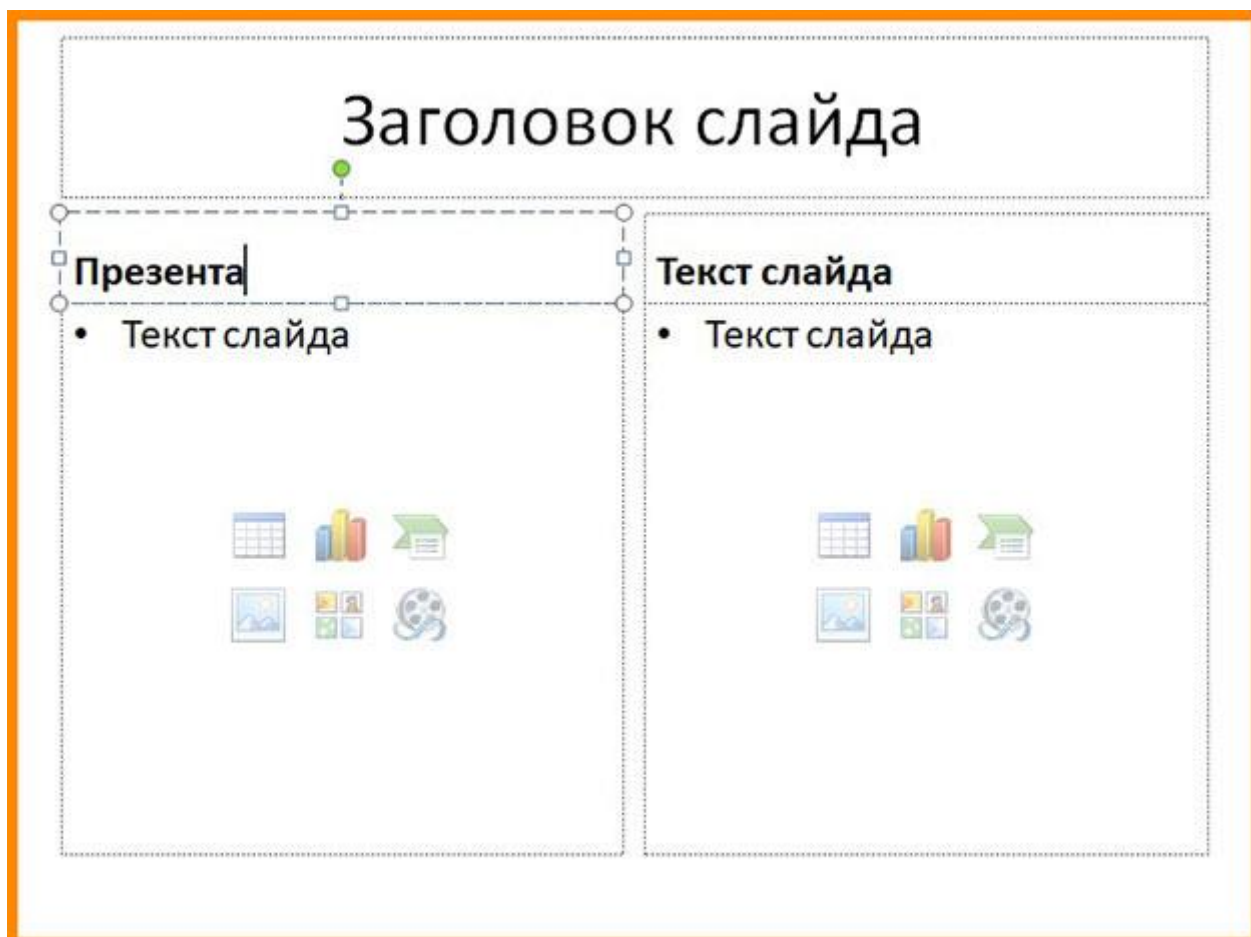 Заголовок слайда
Презента
• Текст слайда
Текст слайда
• Текст слайда